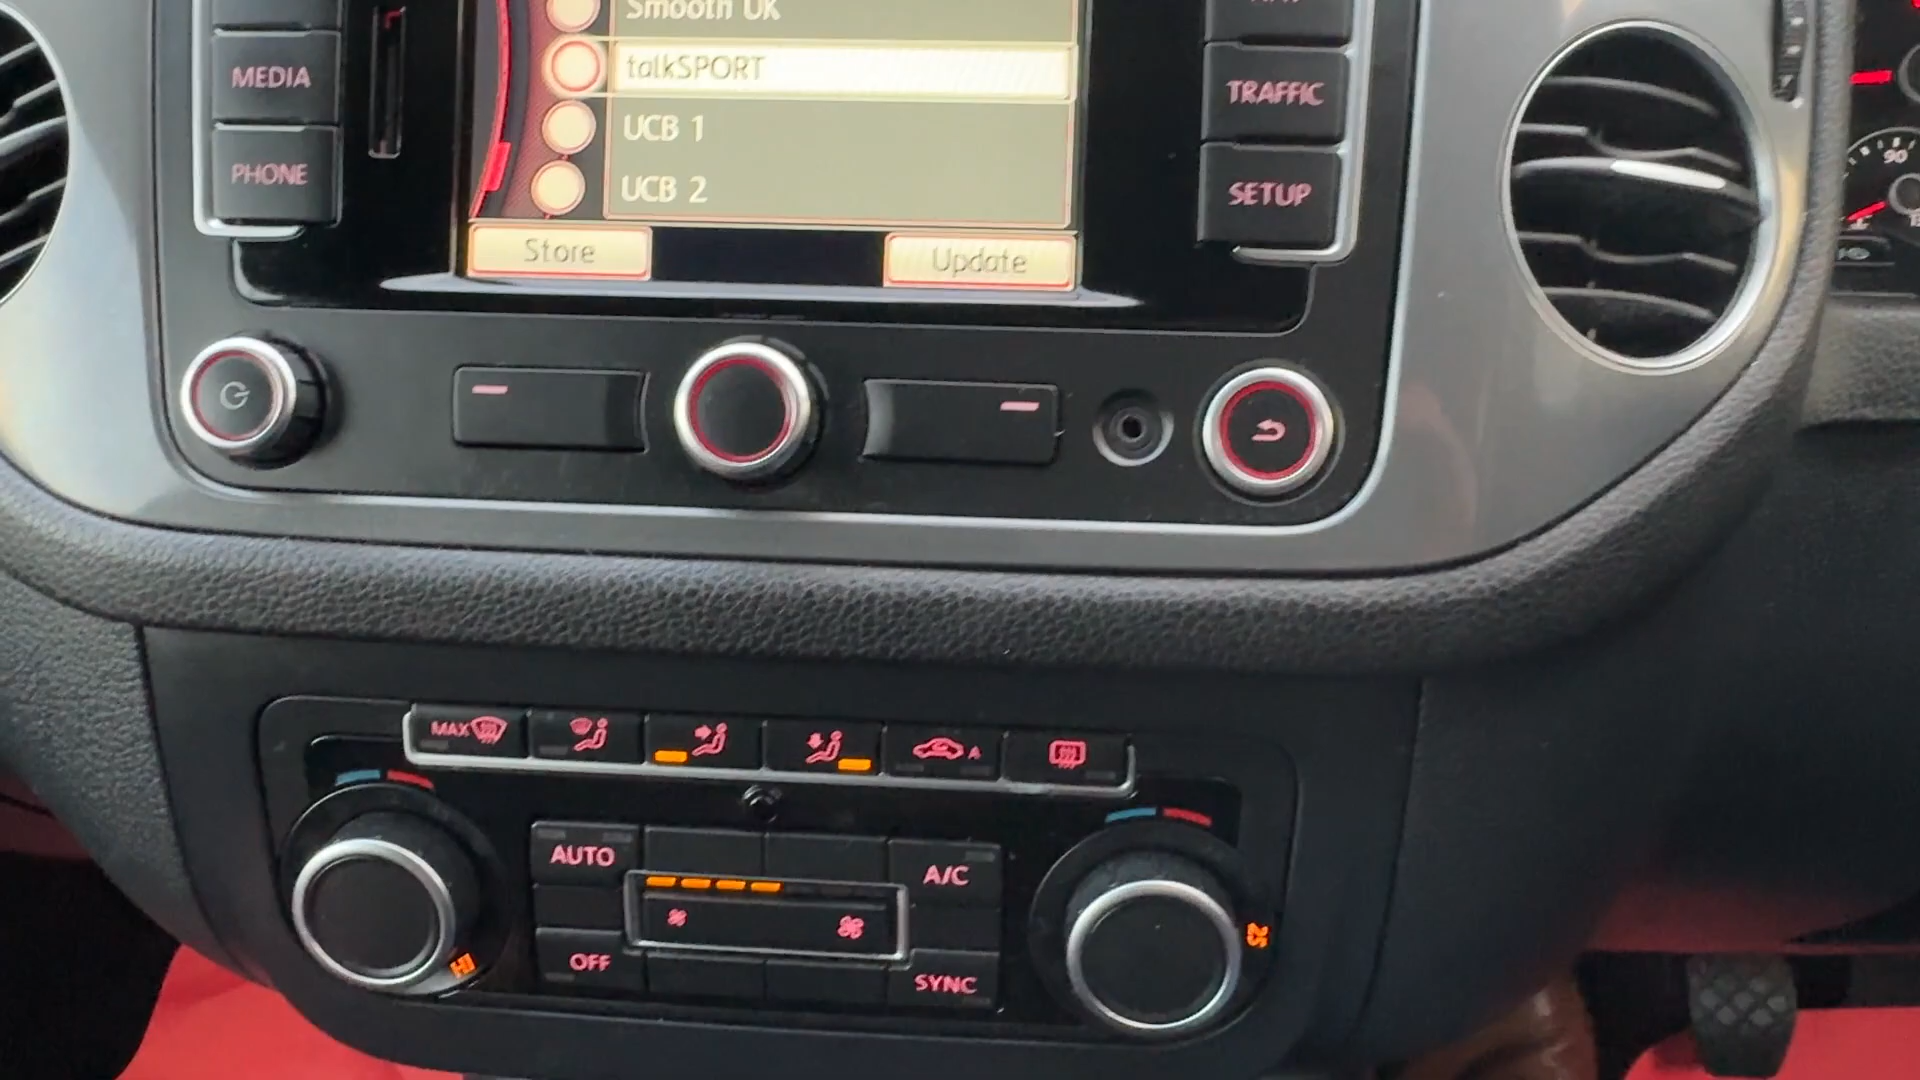 Smooth UK
talkSPORT
UCB 1
UCB 2
Store
Update
MEDIA
PHONE
TRAFFIC
SETUP
90
MAX
A
AUTO
A/C
OFF
SYNC
HI